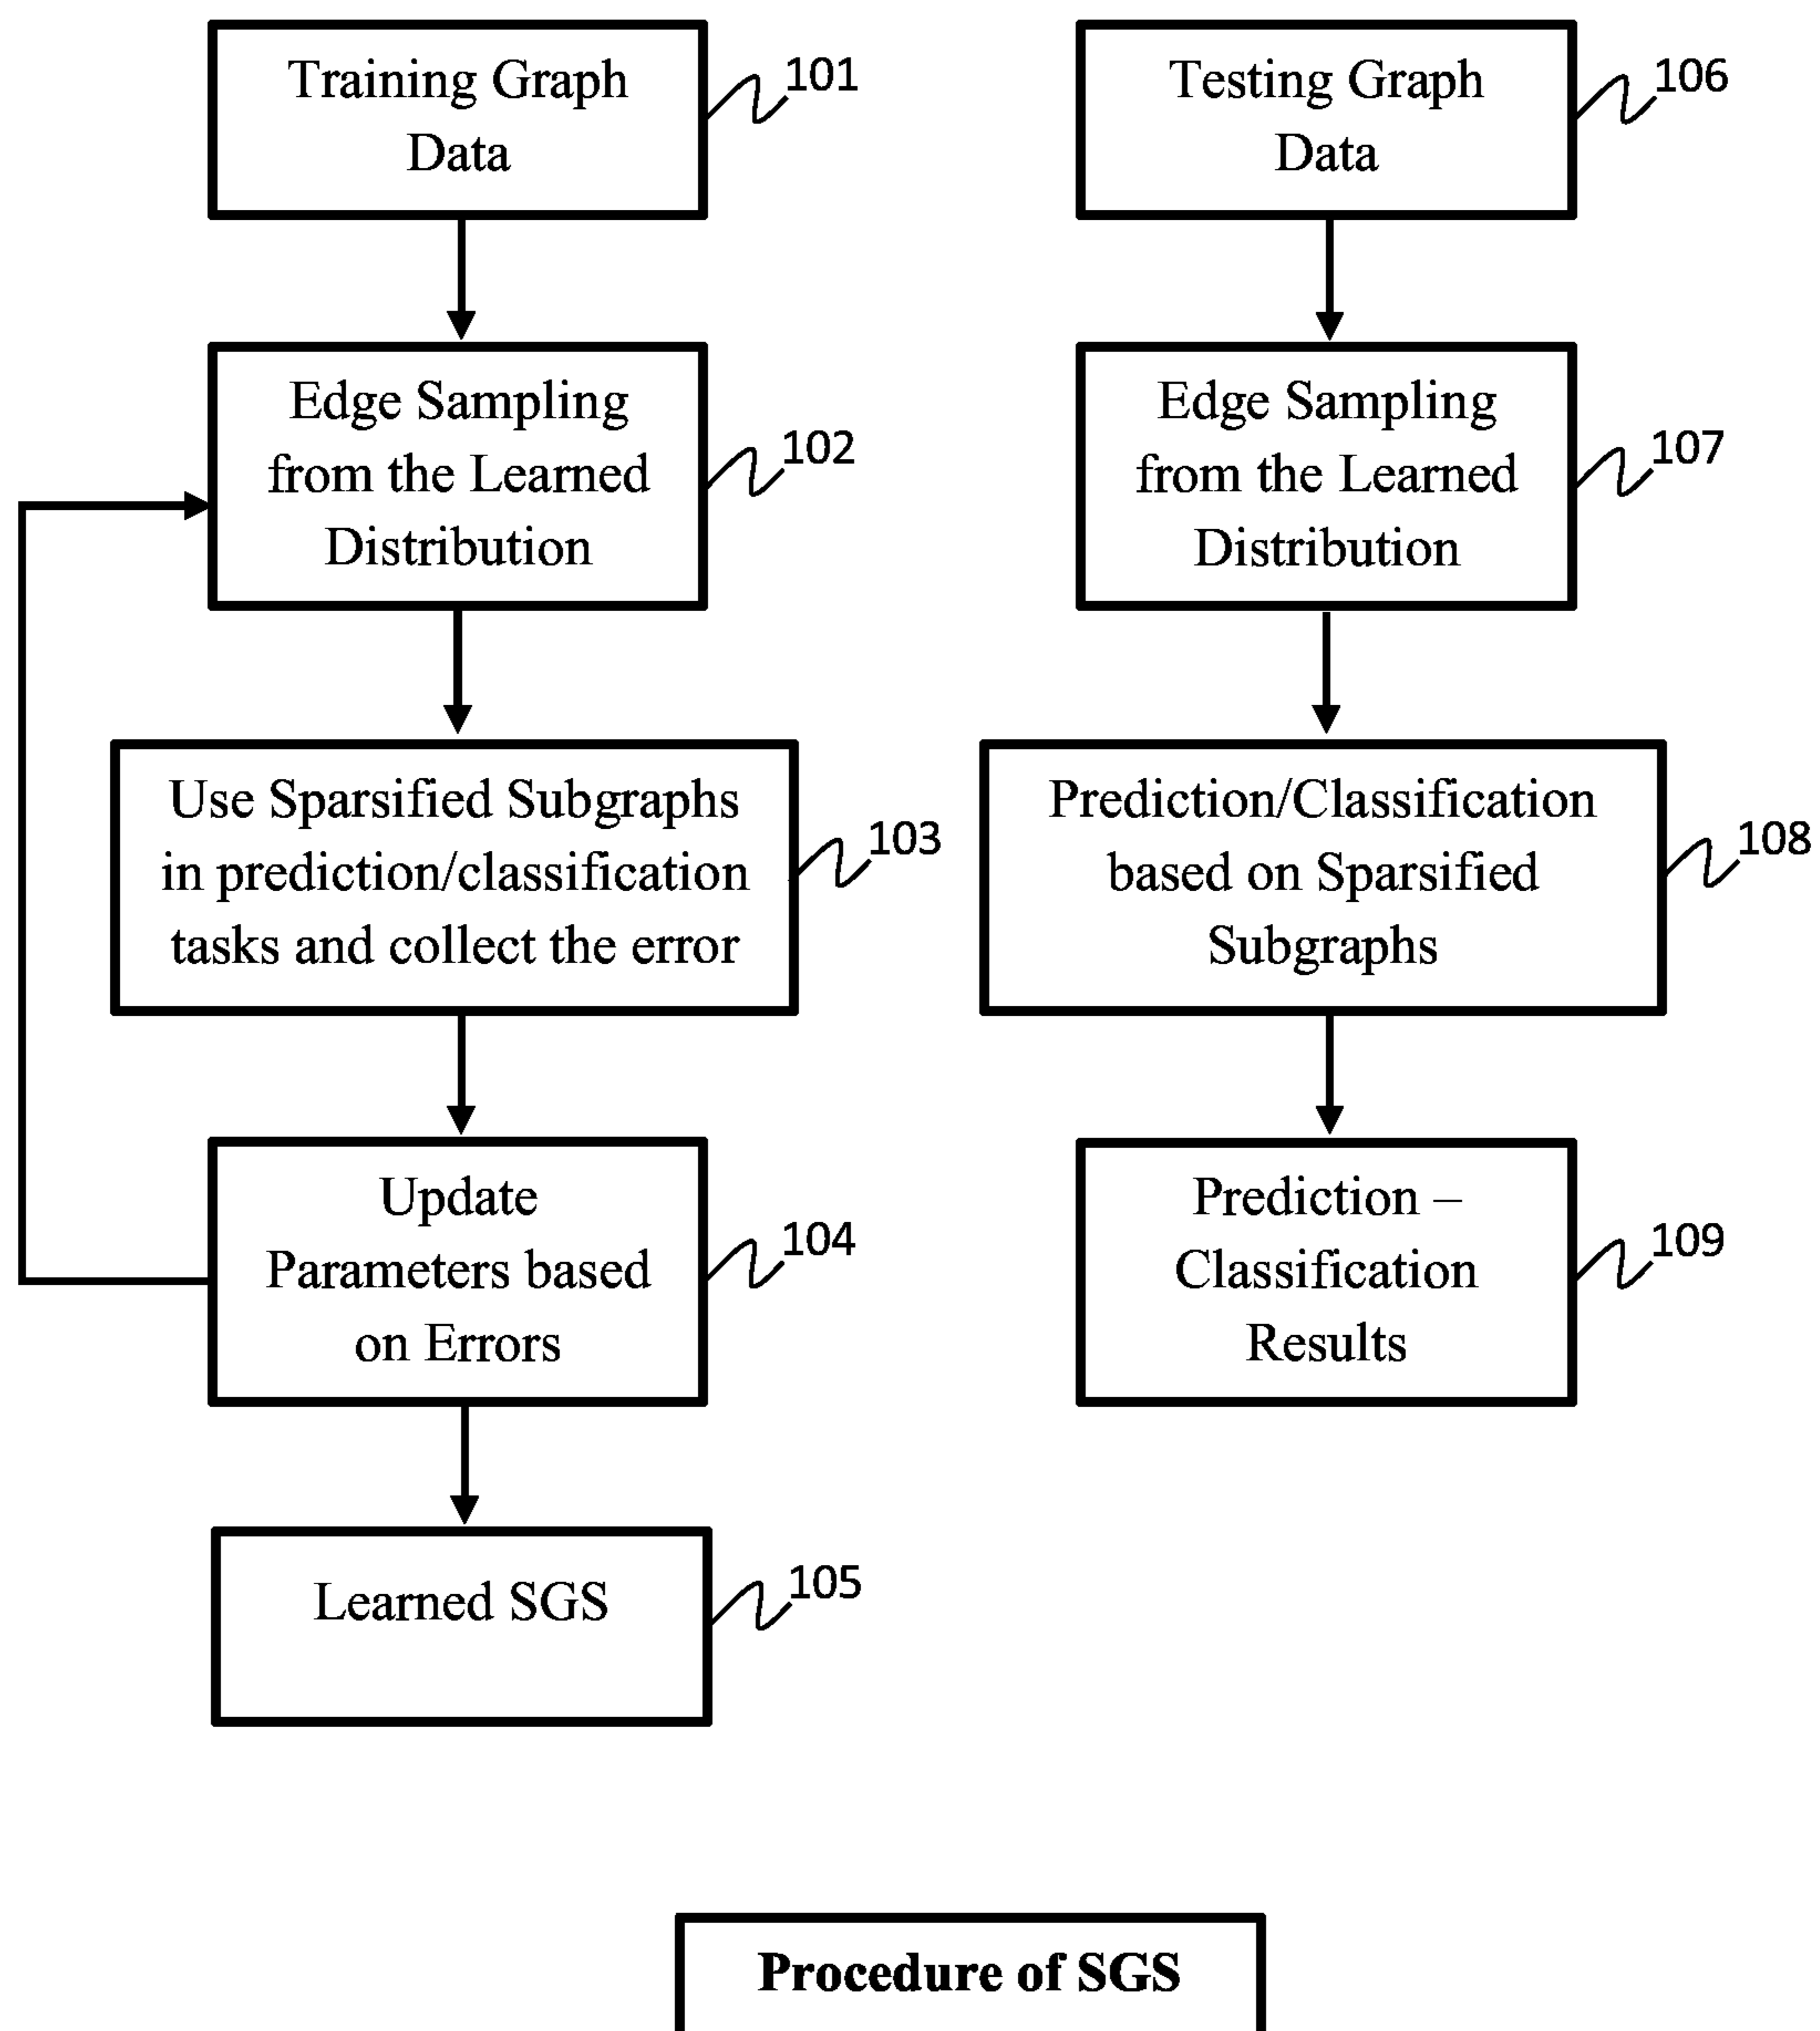 Training Graph
Data
101
Edge Sampling
from the Learned
Distribution
102
Use Sparsified Subgraphs
in prediction/classification
tasks and collect the error
103
Update
Parameters based
on Errors
104
Learned SGS
105
Testing Graph
Data
106
Edge Sampling
from the Learned
Distribution
107
Prediction/Classification
based on Sparsified
Subgraphs
108
Prediction –
Classification
Results
109
Procedure of SGS